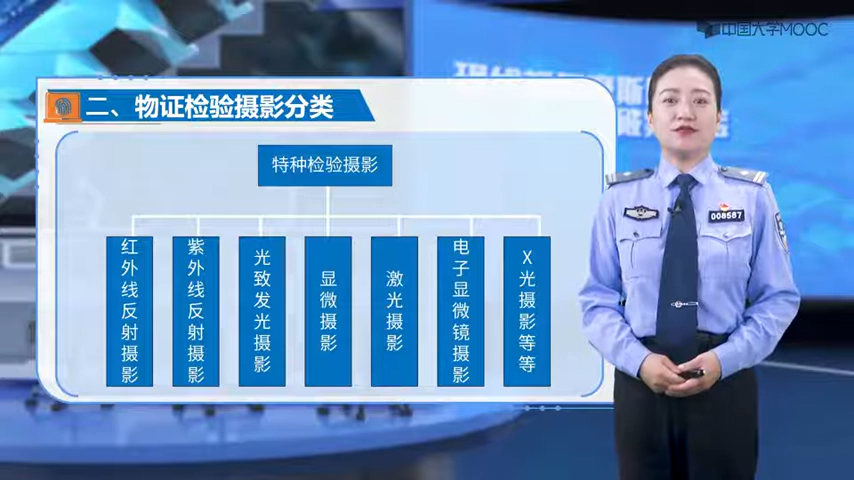 中国大学MOOC
二、物证检验摄影分类
特种检验摄影
红外线反射摄影
紫外线反射摄影
光致发光摄影
显微摄影
激光摄影
电子显微镜摄影
X光摄影等等
008587